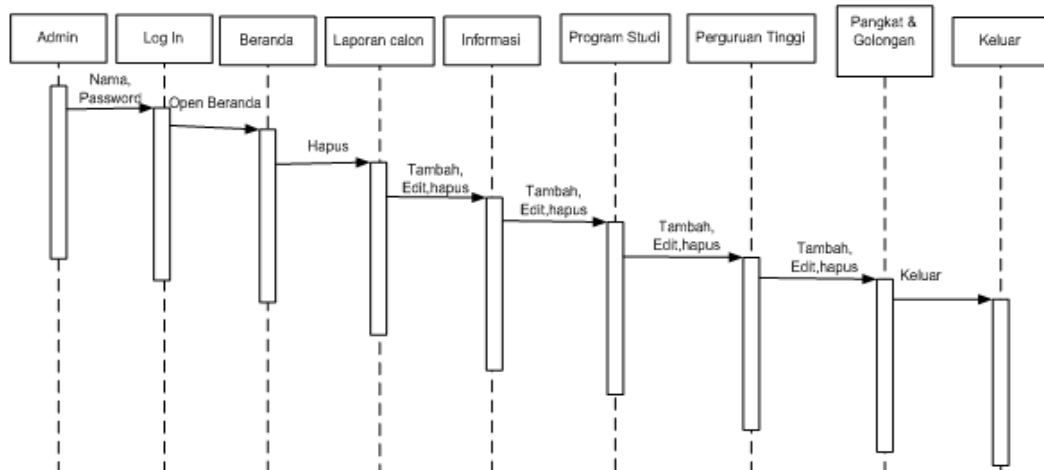 Admin
Log In
Beranda
Laporan calon
Informasi
Program Studi
Perguruan Tinggi
Pangkat &
Golongan
Keluar
Nama,
Password
Open Beranda
Hapus
Tambah,
Edit,hapus
Tambah,
Edit,hapus
Tambah,
Edit,hapus
Tambah,
Edit,hapus
Keluar